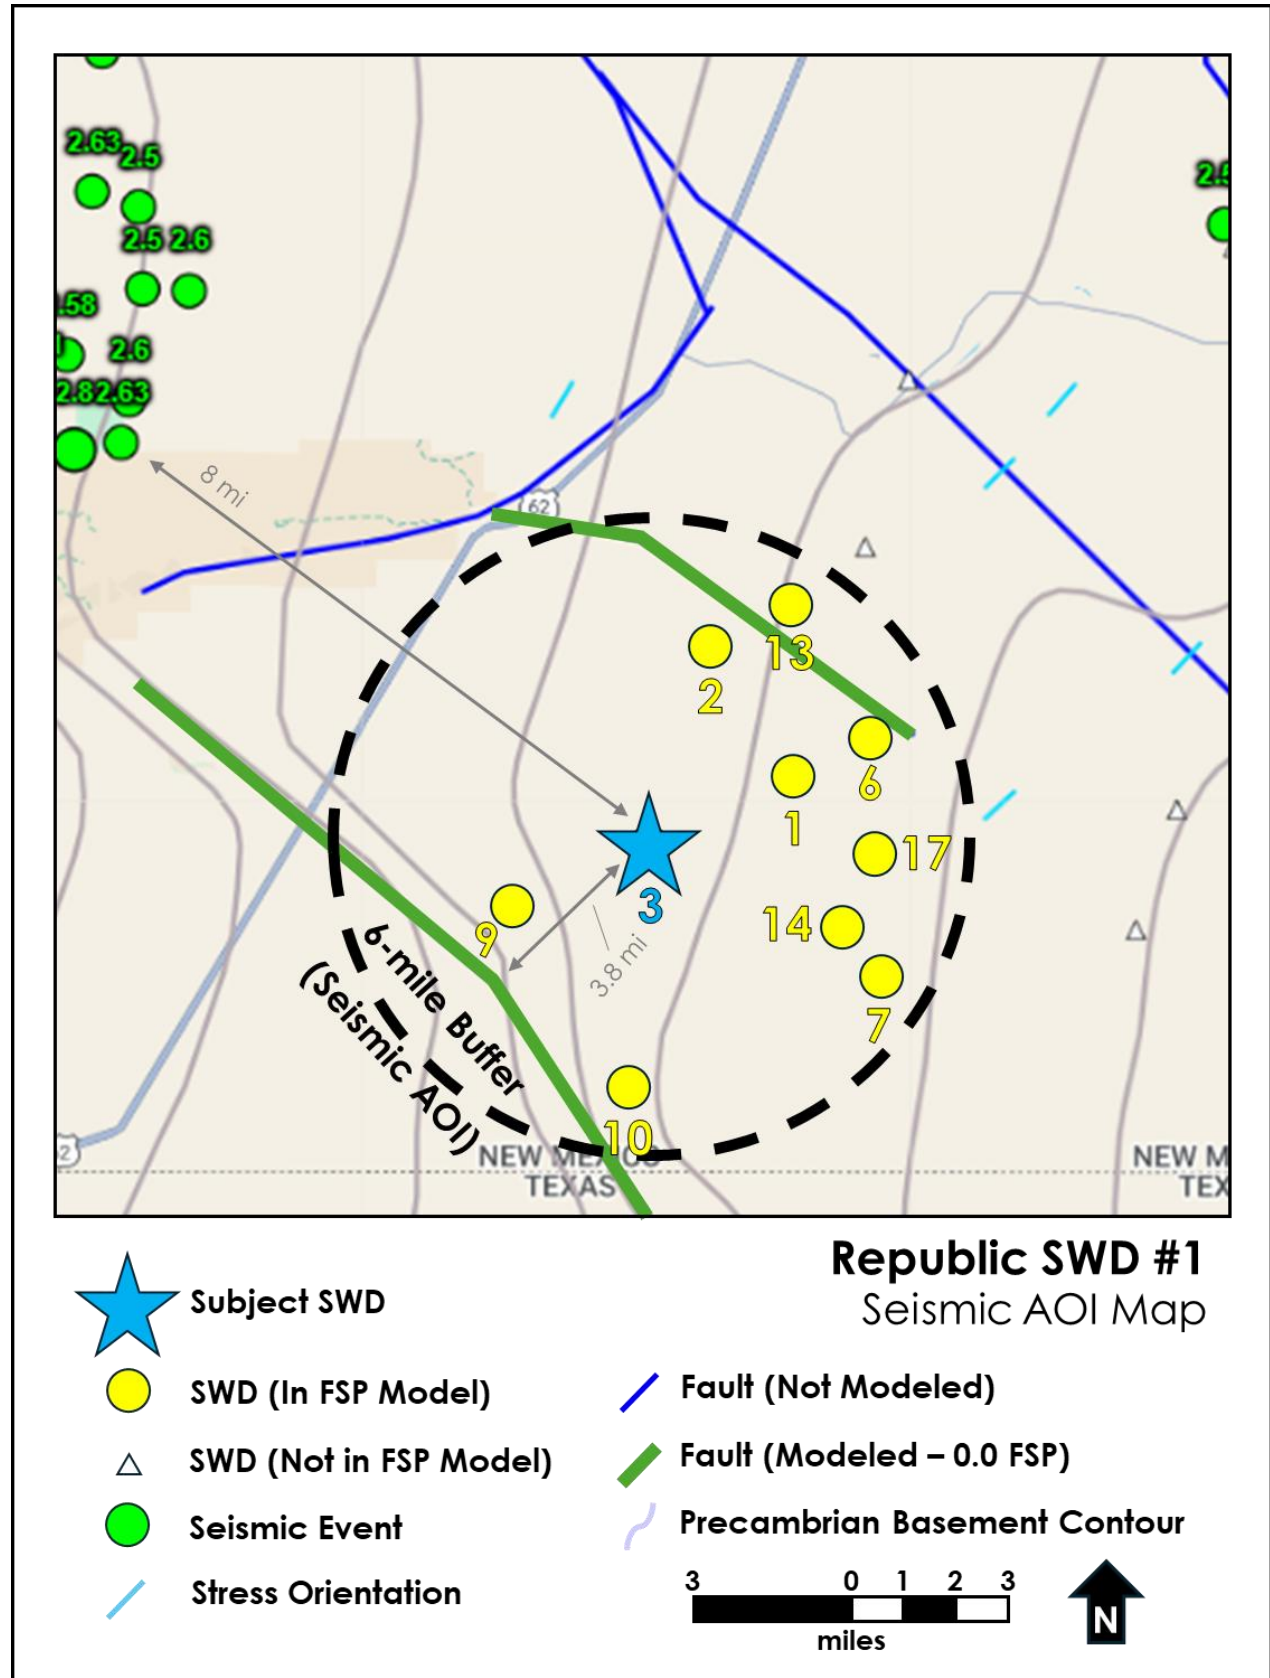 2.63
2.5
2.5
2.6
.58
2.6
2.8
2.63
8 mi
62
13
2
6
1
17
3
14
9
3.8 mi
7
6-mile Buffer
(Seismic AOI)
10
NEW MEXICO
TEXAS
NEW M
TEX
Republic SWD #1
Seismic AOI Map
Subject SWD
SWD (In FSP Model)
SWD (Not in FSP Model)
Seismic Event
Stress Orientation
Fault (Not Modeled)
Fault (Modeled – 0.0 FSP)
Precambrian Basement Contour
3 0 1 2 3
miles
N